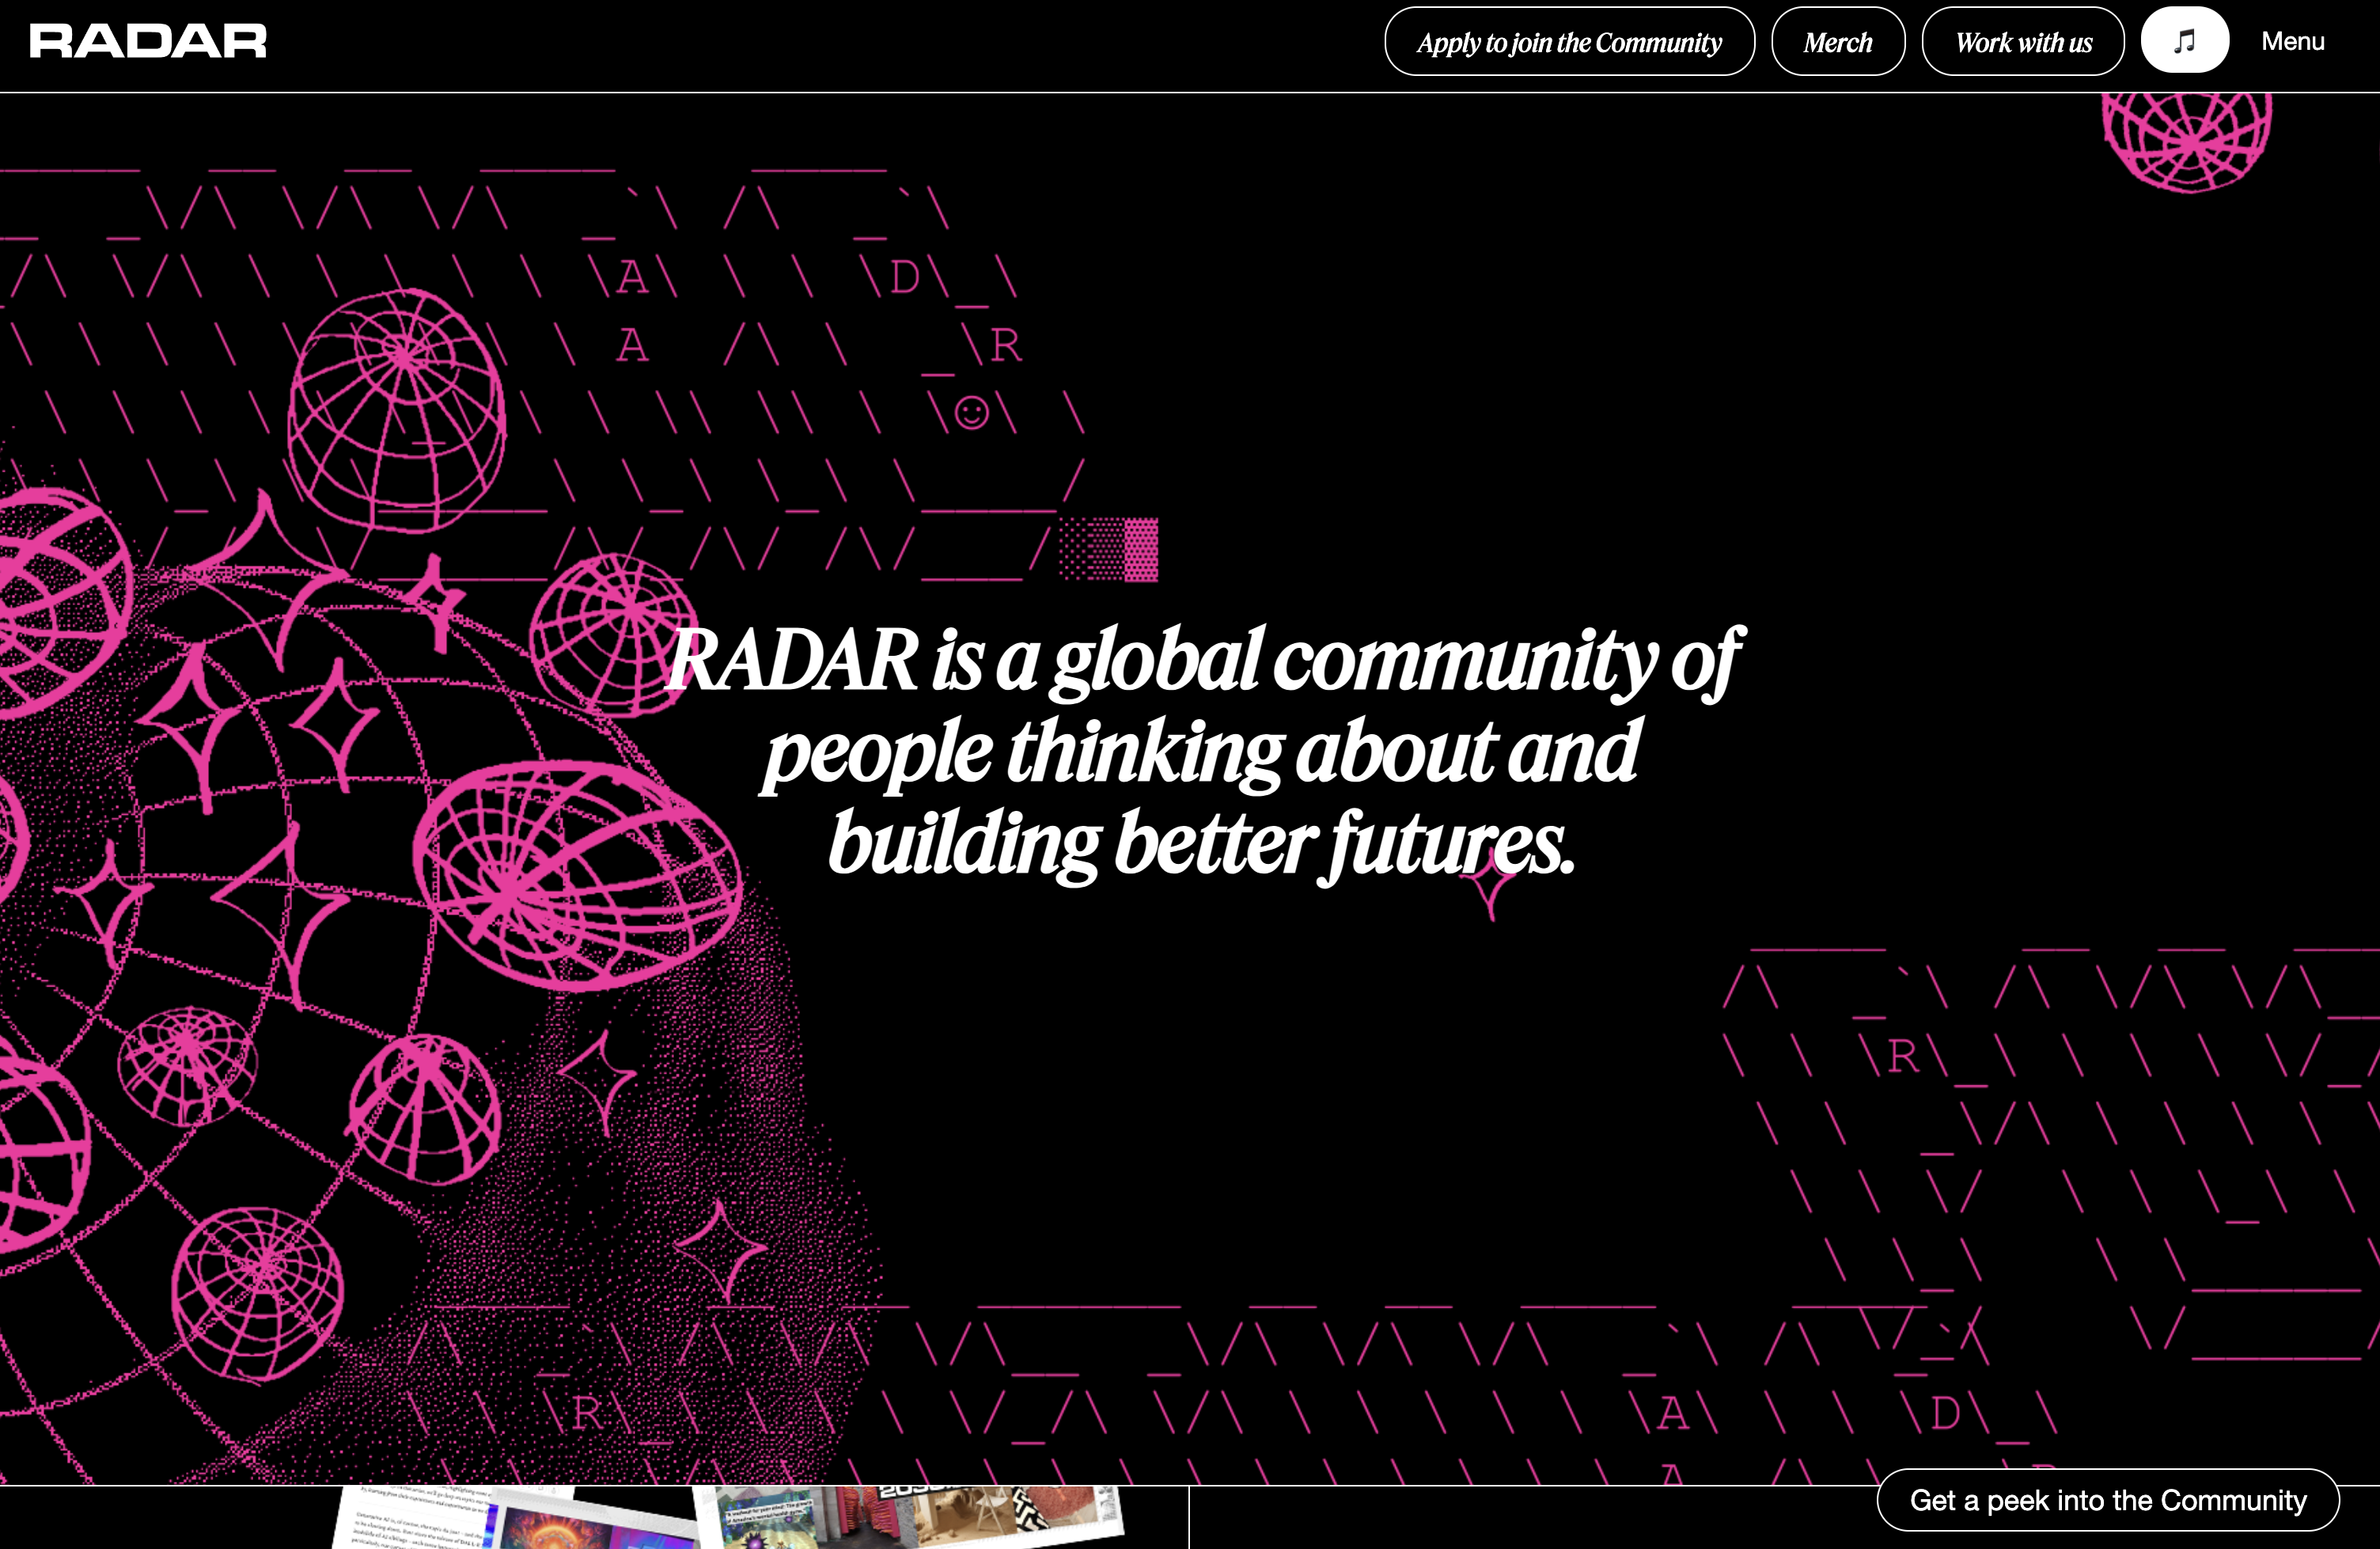 RADAR
Apply to join the Community
Merch
Work with us
Menu
A
D
A
R
RADAR is a global community of
people thinking about and
building better futures.
R
R
A
D
A
Get a peek into the Community